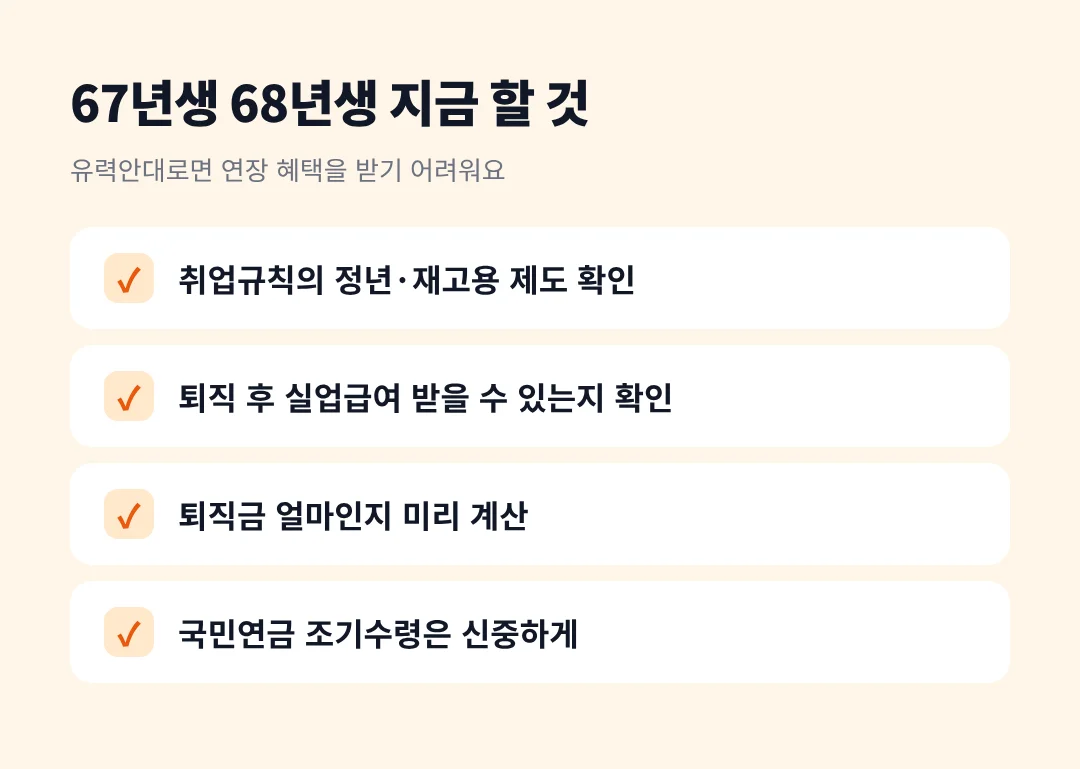 67년생 68년생 지금 할 것
유력안대로면 연장 혜택을 받기 어려워요
취업규칙의 정년·재고용 제도 확인
퇴직 후 실업급여 받을 수 있는지 확인
퇴직금 얼마인지 미리 계산
국민연금 조기수령은 신중하게